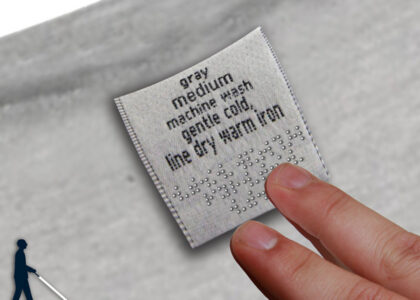 gray
medium
machine wash
gentle cold,
line dry warm iron